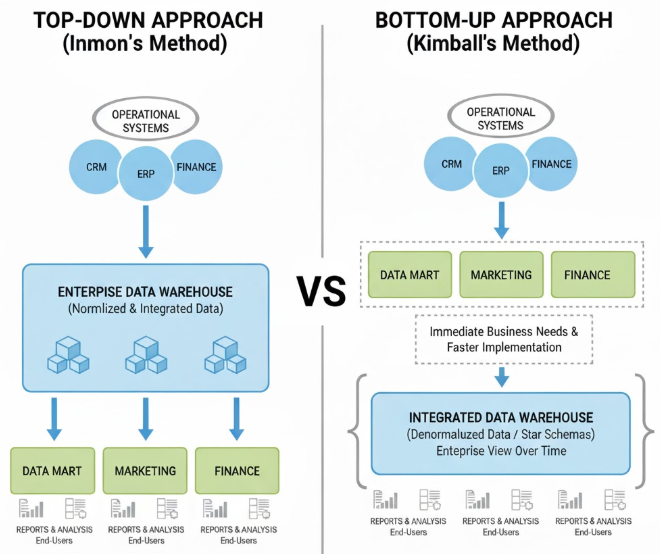 TOP-DOWN APPROACH
(Inmon's Method)
OPERATIONAL
SYSTEMS
CRM
ERP
FINANCE
ENTERPISE DATA WAREHOUSE
(Normlized & Integrated Data)
DATA MART
MARKETING
FINANCE
REPORTS & ANALYSIS
End-Users
REPORTS & ANALYSIS
End-Users
REPORTS & ANALYSIS
End-Users
VS
BOTTOM-UP APPROACH
(Kimball's Method)
OPERATIONAL
SYSTEMS
CRM
ERP
FINANCE
DATA MART
MARKETING
FINANCE
Immediate Business Needs &
Faster Implementation
INTEGRATED DATA WAREHOUSE
(Denormaluzed Data / Star Schemas)
Enteprise View Over Time
REPORTS & ANALYSIS
End-Users
REPORTS & ANALYSIS
End-Users
REPORTS & ANALYSIS
End-Users